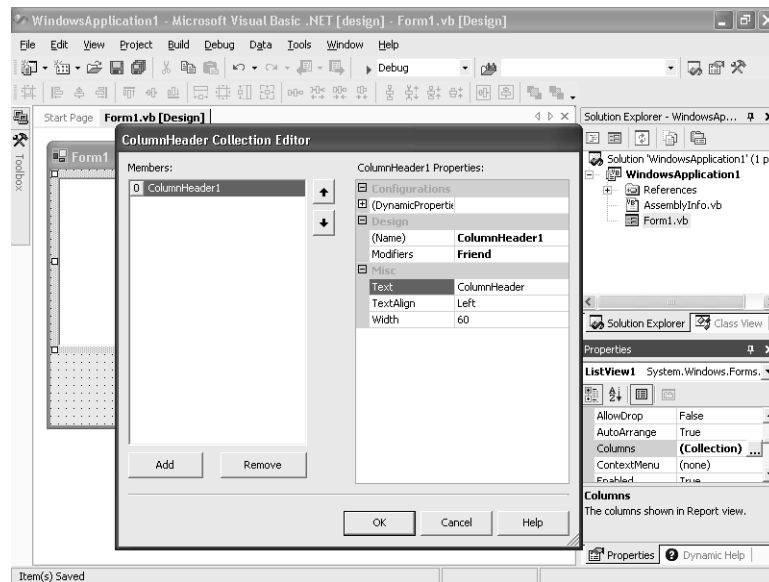 WindowsApplication1 - Microsoft Visual Basic .NET [design] - Form1.vb [Design]
File Edit View Project Build Debug Data Tools Window Help
Debug
Start Page Form1.vb [Design]
Toolbox
Form1
ColumnHeader Collection Editor
Members:
0 ColumnHeader1
Add Remove
ColumnHeader1 Properties:
Configurations
(DynamicPropertie
Design
(Name) ColumnHeader1
Modifiers Friend
Misc
Text ColumnHeader
TextAlign Left
Width 60
OK Cancel Help
Solution Explorer - WindowsAp...
Solution 'WindowsApplication1' (1 p
WindowsApplication1
References
AssemblyInfo.vb
Form1.vb
Solution Explorer Class View
Properties
ListView1 System.Windows.Forms.
AllowDrop False
AutoArrange True
Columns (Collection) ...
ContextMenu (none)
Enabled True
Columns
The columns shown in Report view.
Properties Dynamic Help
Item(s) Saved